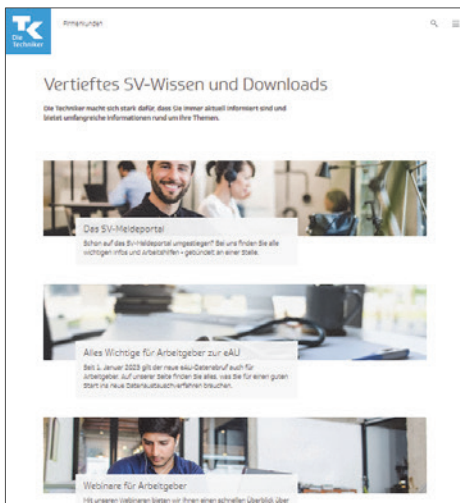 TK
Die
Techniker
Firmenkunden
Vertieftes SV-Wissen und Downloads
Die Techniker macht sich stark dafür, dass Sie immer aktuell informiert sind und
bietet umfangreiche Informationen rund um Ihre Themen.
Das SV-Meldeportal
Schon auf das SV-Meldeportal umgestiegen? Bei uns finden Sie alle
wichtigen Infos und Arbeitshilfen - gebündelt an einer Stelle.
Alles Wichtige für Arbeitgeber zur eAU
Seit 1. Januar 2023 gilt der neue eAU-Datenabruf auch für
Arbeitgeber. Auf unserer Seite finden Sie alles, was Sie für einen guten
Start ins neue Datenaustauschverfahren brauchen.
Webinare für Arbeitgeber
Mit unseren Webinaren bieten wir Ihnen einen schnellen Überblick über